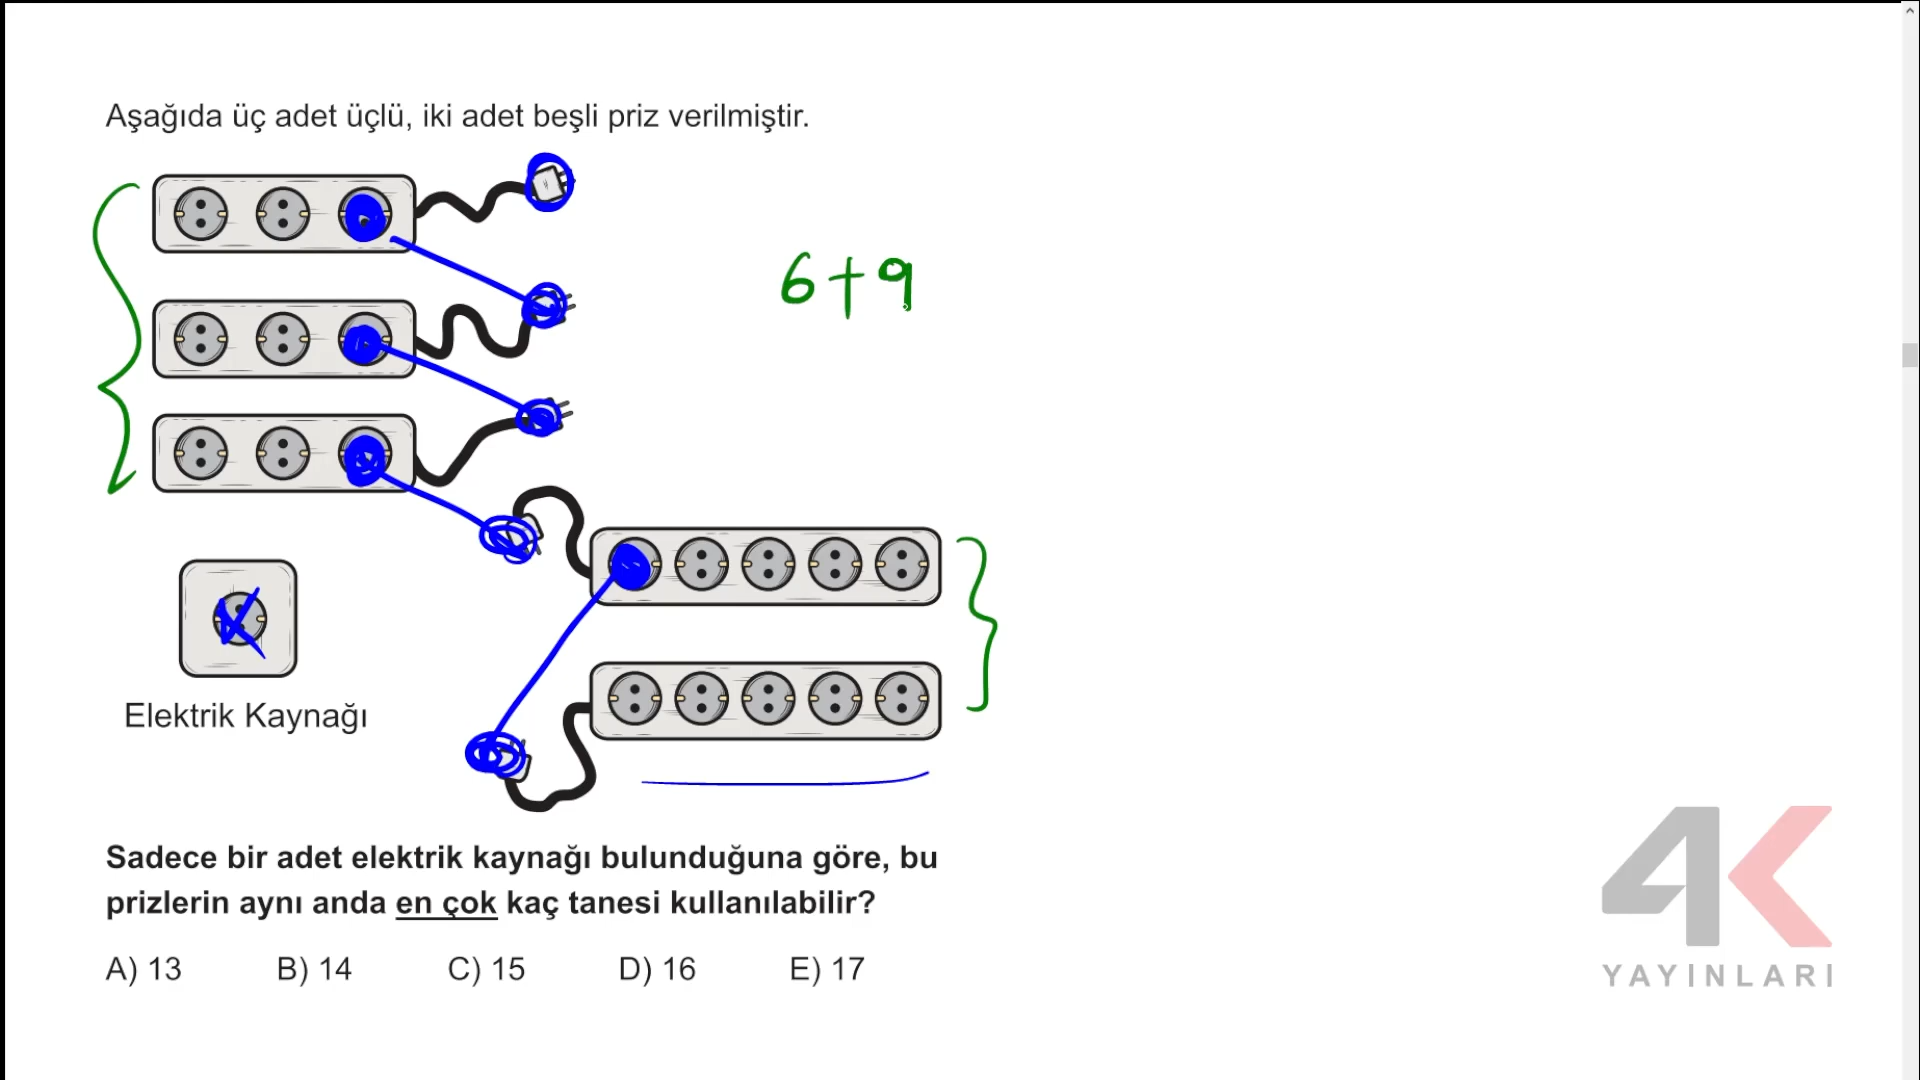 Aşağıda üç adet üçlü, iki adet beşli priz verilmiştir.
6+9
Elektrik Kaynağı
Sadece bir adet elektrik kaynağı bulunduğuna göre, bu
prizlerin aynı anda en çok kaç tanesi kullanılabilir?
A) 13 B) 14 C) 15 D) 16 E) 17
4K
YAYINLARI